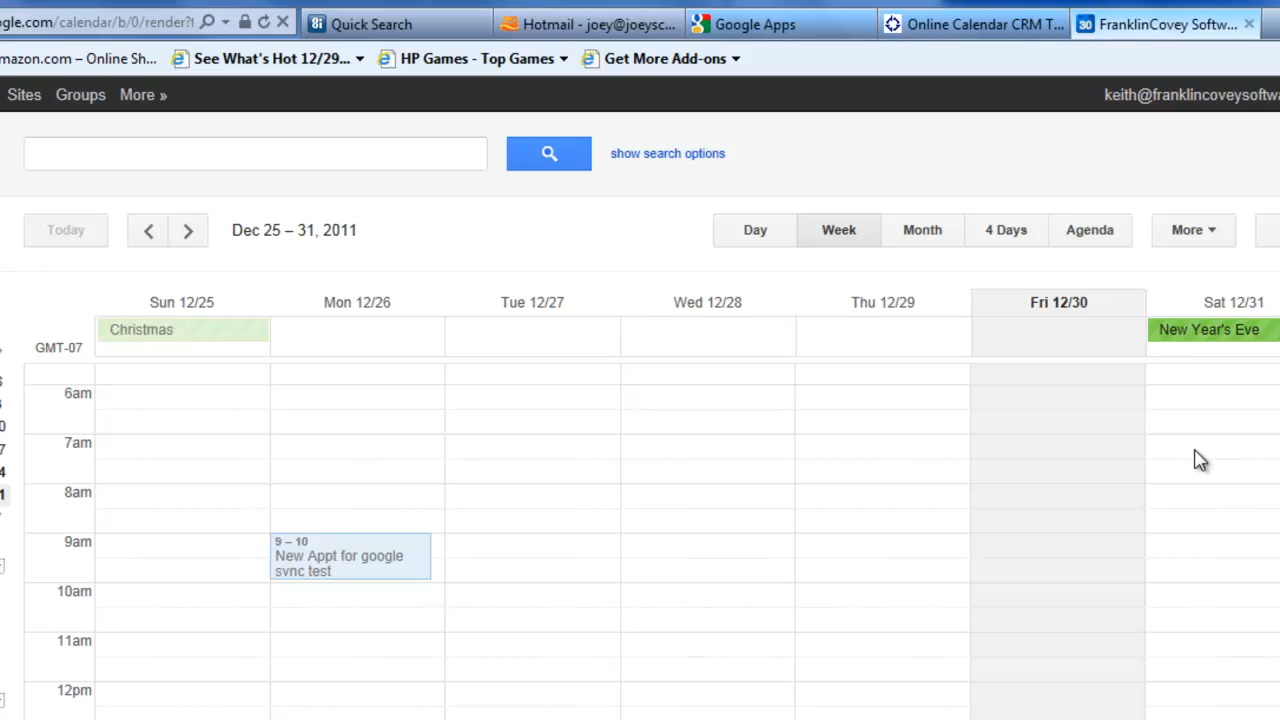 ogle.com/calendar/b/0/render?t
Quick Search
Hotmail - joey@joeysc...
Google Apps
Online Calendar CRM T...
30 FranklinCovey Softw...
mazon.com – Online Sh...
See What's Hot 12/29...
HP Games - Top Games
Get More Add-ons
Sites Groups More »
keith@franklincoveysoftwa
show search options
Today
Dec 25 – 31, 2011
Day Week Month 4 Days Agenda More
Sun 12/25 Mon 12/26 Tue 12/27 Wed 12/28 Thu 12/29 Fri 12/30 Sat 12/31
Christmas
New Year's Eve
GMT-07
6am
7am
8am
9am
9 – 10
New Appt for google
sync test
10am
11am
12pm